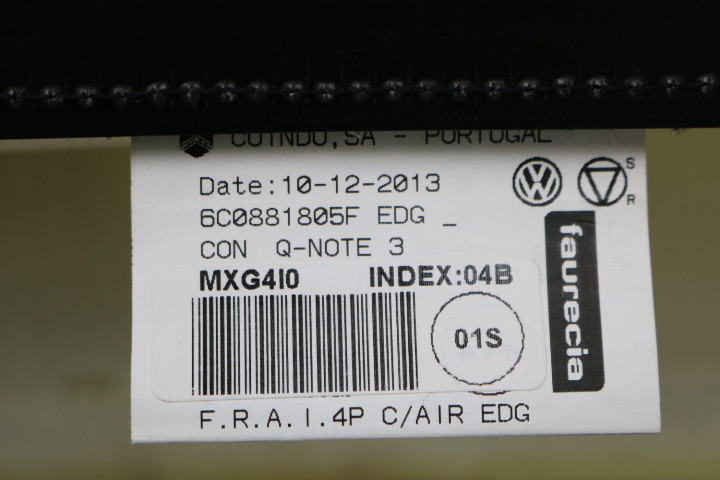 COINDU,SA - PORTUGAL
Date:10-12-2013
S
R
6C0881805F EDG _
CON Q-NOTE 3
MXG4I0 INDEX:04B
01S
faurecia
F.R.A.I.4P C/AIR EDG